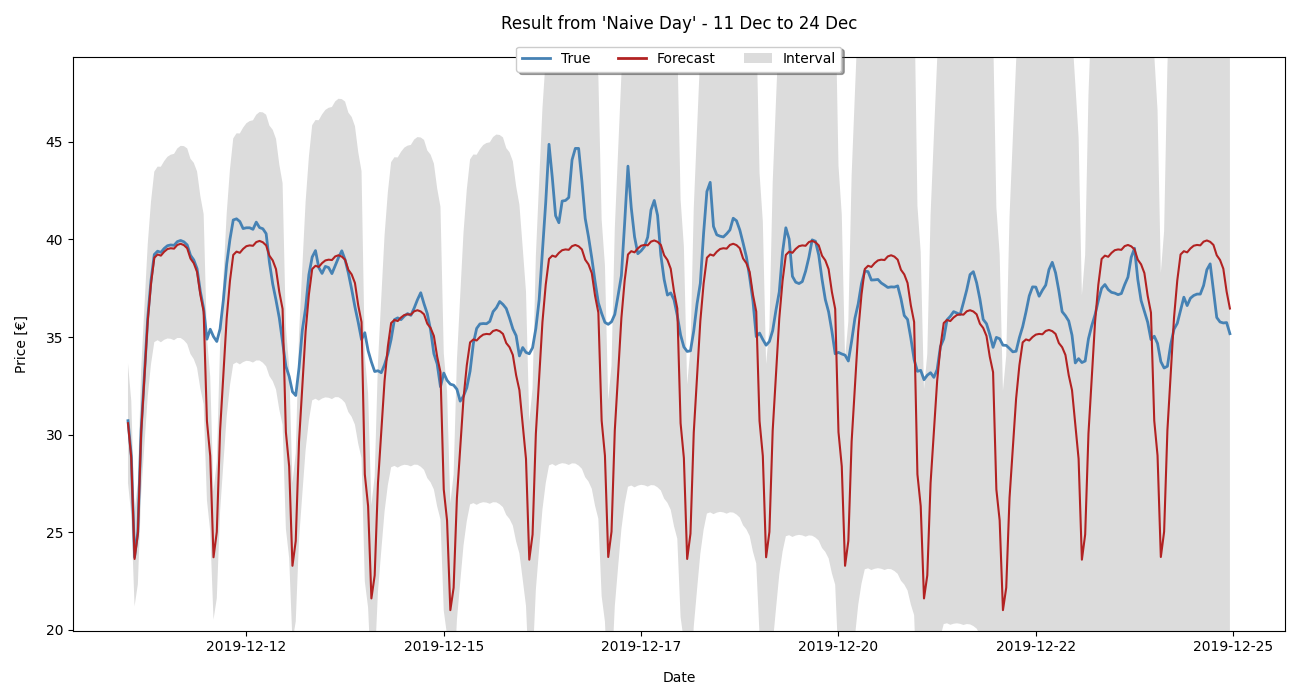 Result from 'Naive Day' - 11 Dec to 24 Dec
True Forecast Interval
Price [€]
45
40
35
30
25
20
2019-12-12 2019-12-15 2019-12-17 2019-12-20 2019-12-22 2019-12-25
Date